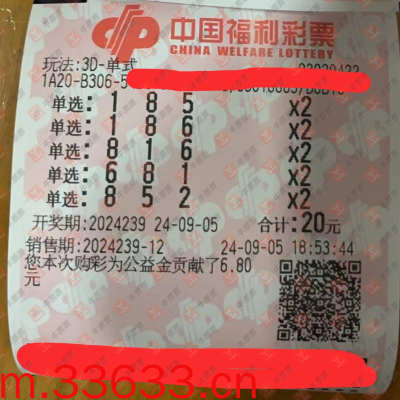 中国福利彩票
CHINA WELFARE LOTTERY
玩法:3D-单式
1A20-B306-5
单选: 1 8 5 x2
单选: 1 8 6 x2
单选: 8 1 6 x2
单选: 6 8 1 x2
单选: 8 5 2 x2
开奖期:2024239 24-09-05 合计:20元
销售期:2024239-12 24-09-05 18:53:44
您本次购彩为公益金贡献了6.80
元
m.33633.cn